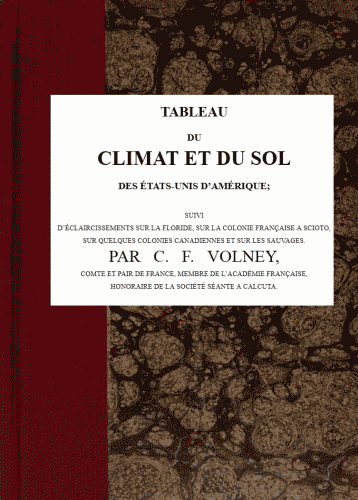 TABLEAU
DU
CLIMAT ET DU SOL
DES ÉTATS-UNIS D'AMÉRIQUE;
SUIVI
D'ÉCLAIRCISSEMENTS SUR LA FLORIDE, SUR LA COLONIE FRANÇAISE A SCIOTO,
SUR QUELQUES COLONIES CANADIENNES ET SUR LES SAUVAGES.
PAR C. F. VOLNEY,
COMTE ET PAIR DE FRANCE, MEMBRE DE L'ACADÉMIE FRANÇAISE,
HONORAIRE DE LA SOCIÉTÉ SÉANTE A CALCUTA.